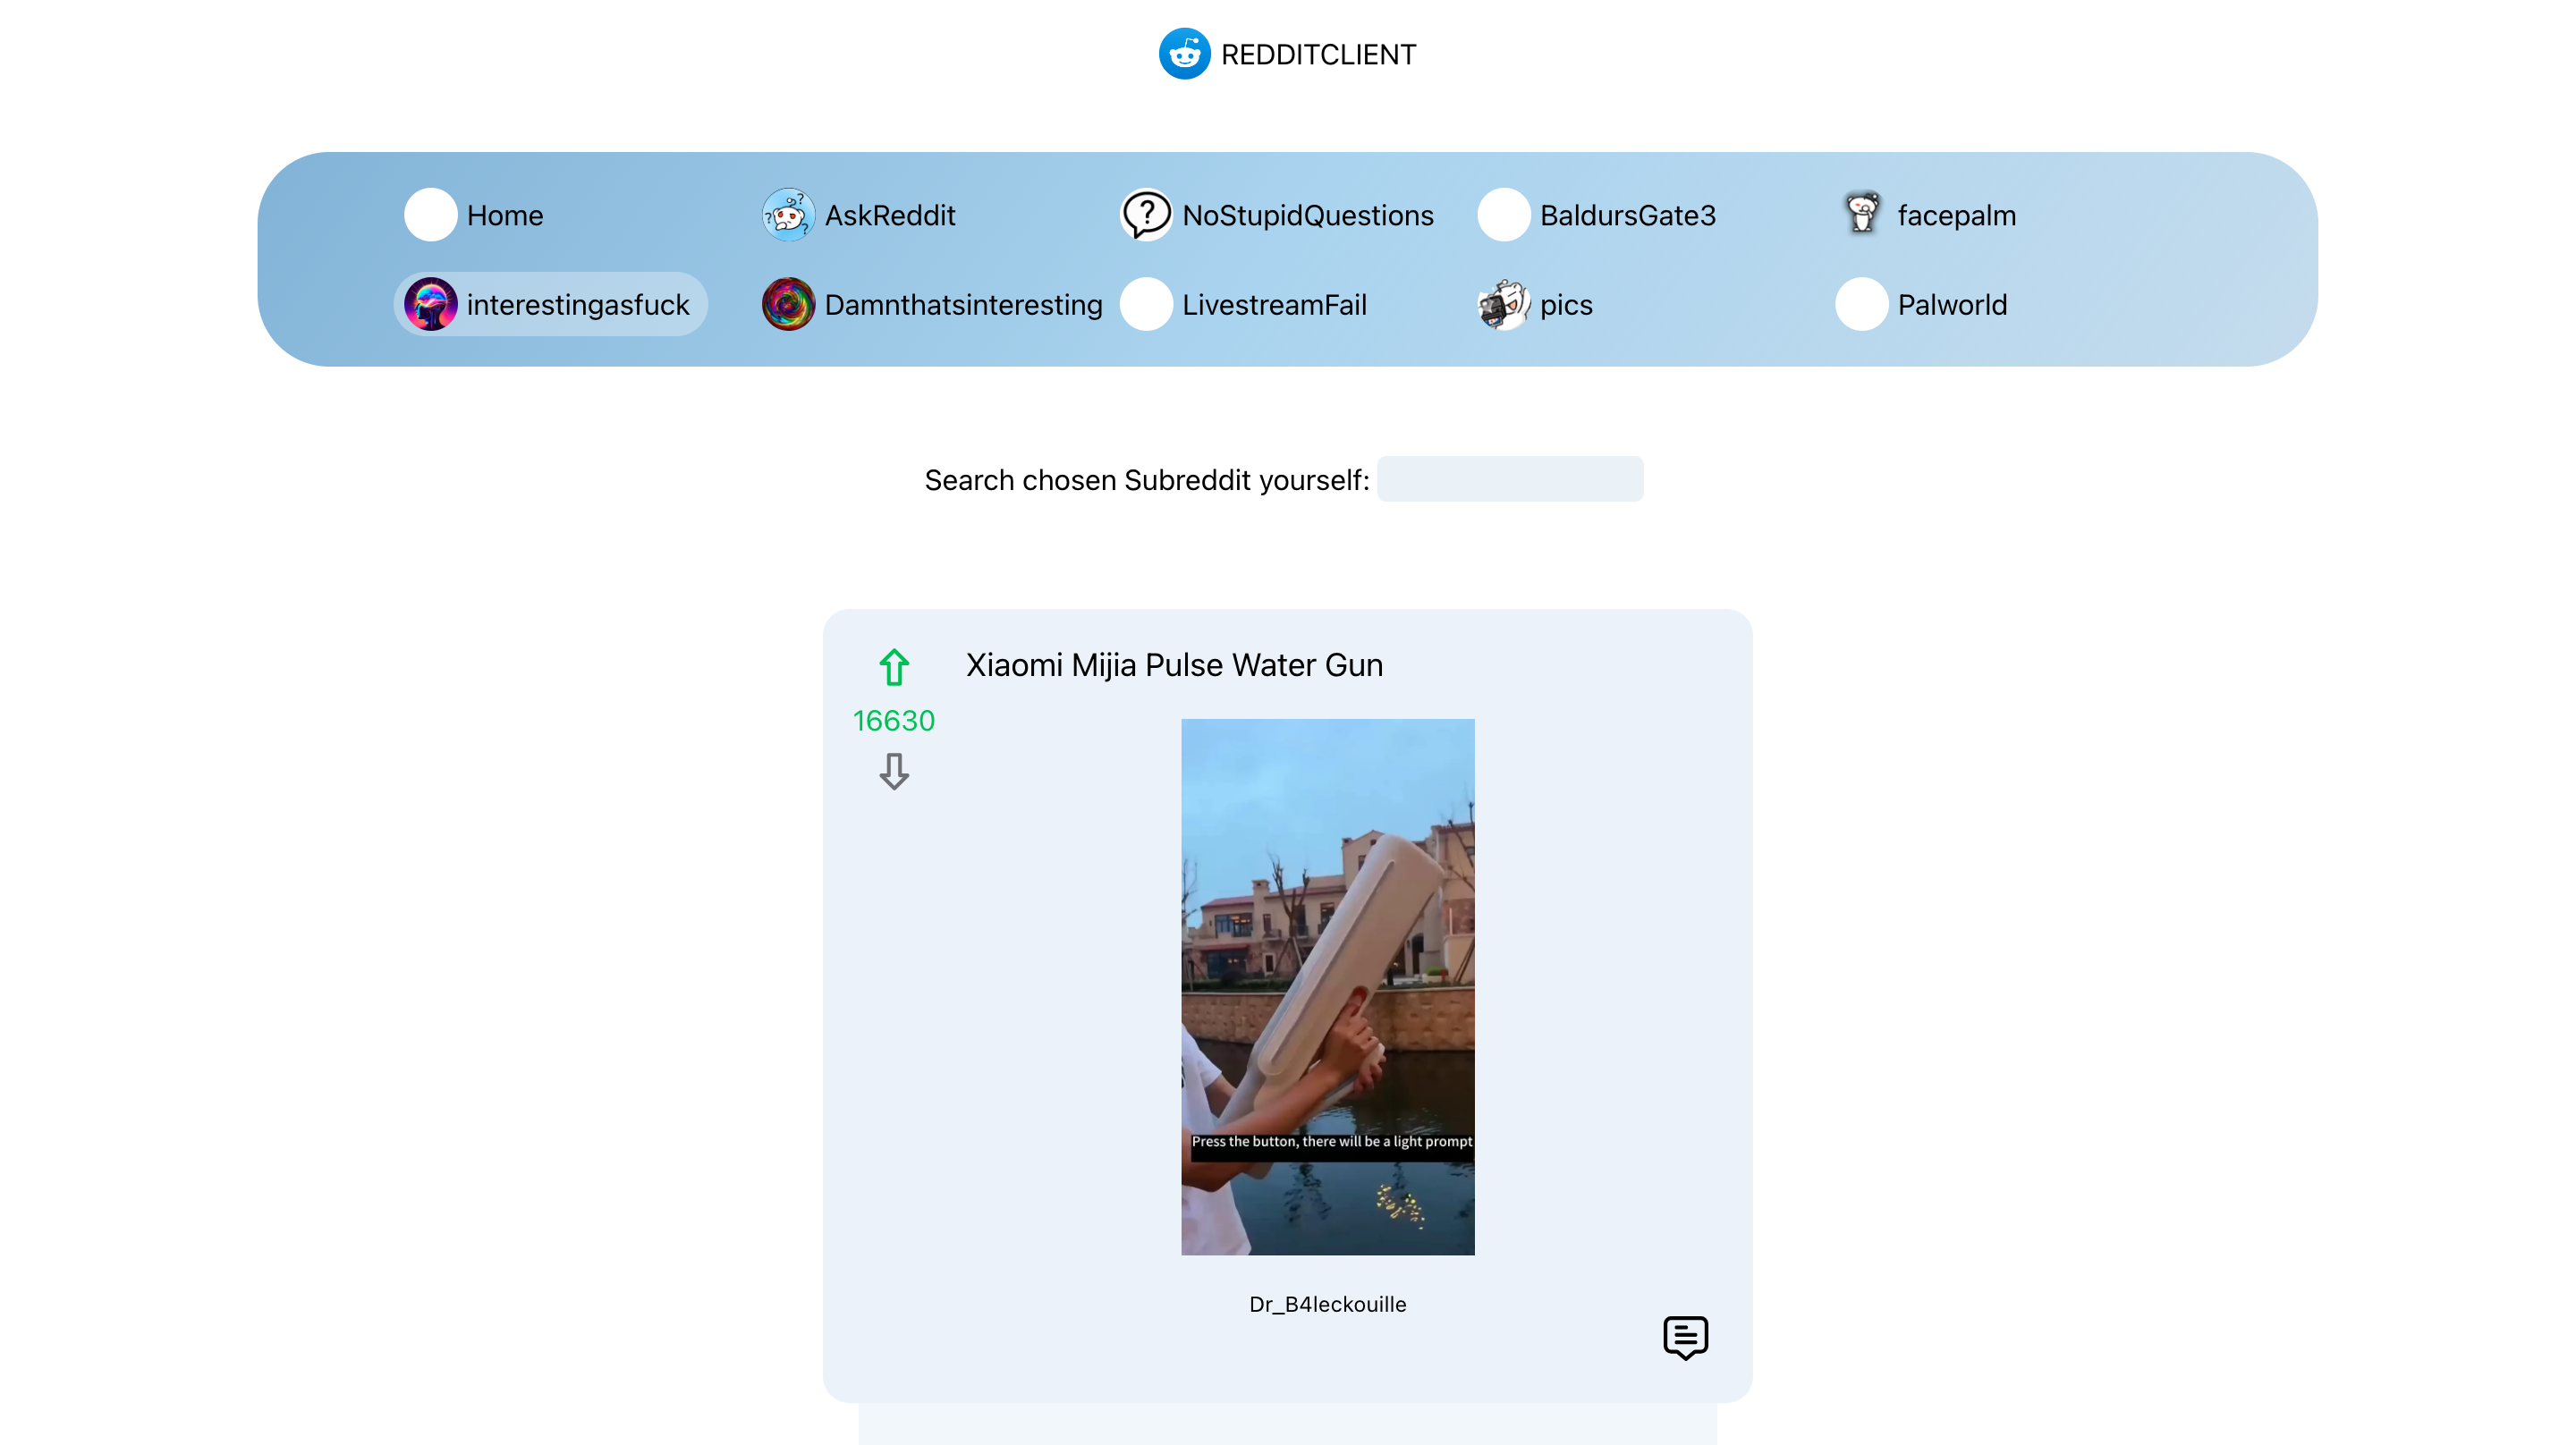 REDDITCLIENT
Home
AskReddit
NoStupidQuestions
BaldursGate3
facepalm
interestingasfuck
Damnthatsinteresting
LivestreamFail
pics
Palworld
Search chosen Subreddit yourself:
Xiaomi Mijia Pulse Water Gun
16630
Press the button, there will be a light prompt
Dr_B4leckouille